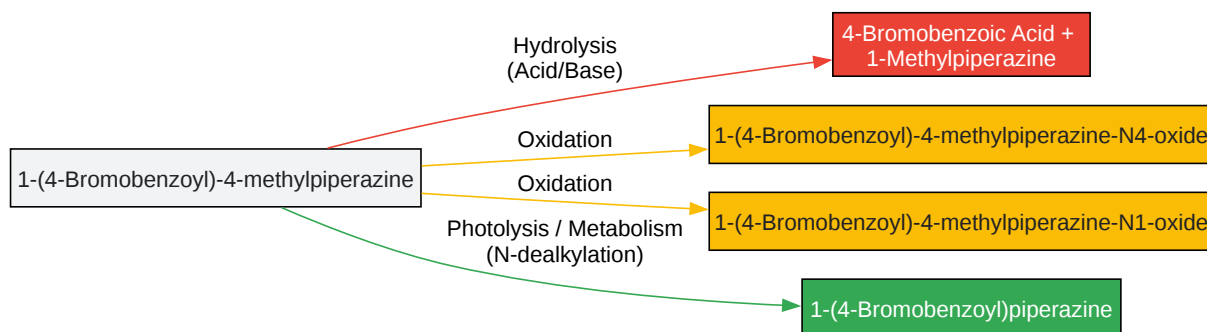 4-Bromobenzoic Acid +
1-Methylpiperazine
Hydrolysis
(Acid/Base)
1-(4-Bromobenzoyl)-4-methylpiperazine-N4-oxide
Oxidation
1-(4-Bromobenzoyl)-4-methylpiperazine
Oxidation
1-(4-Bromobenzoyl)-4-methylpiperazine-N1-oxide
Photolysis / Metabolism
(N-dealkylation)
1-(4-Bromobenzoyl)piperazine